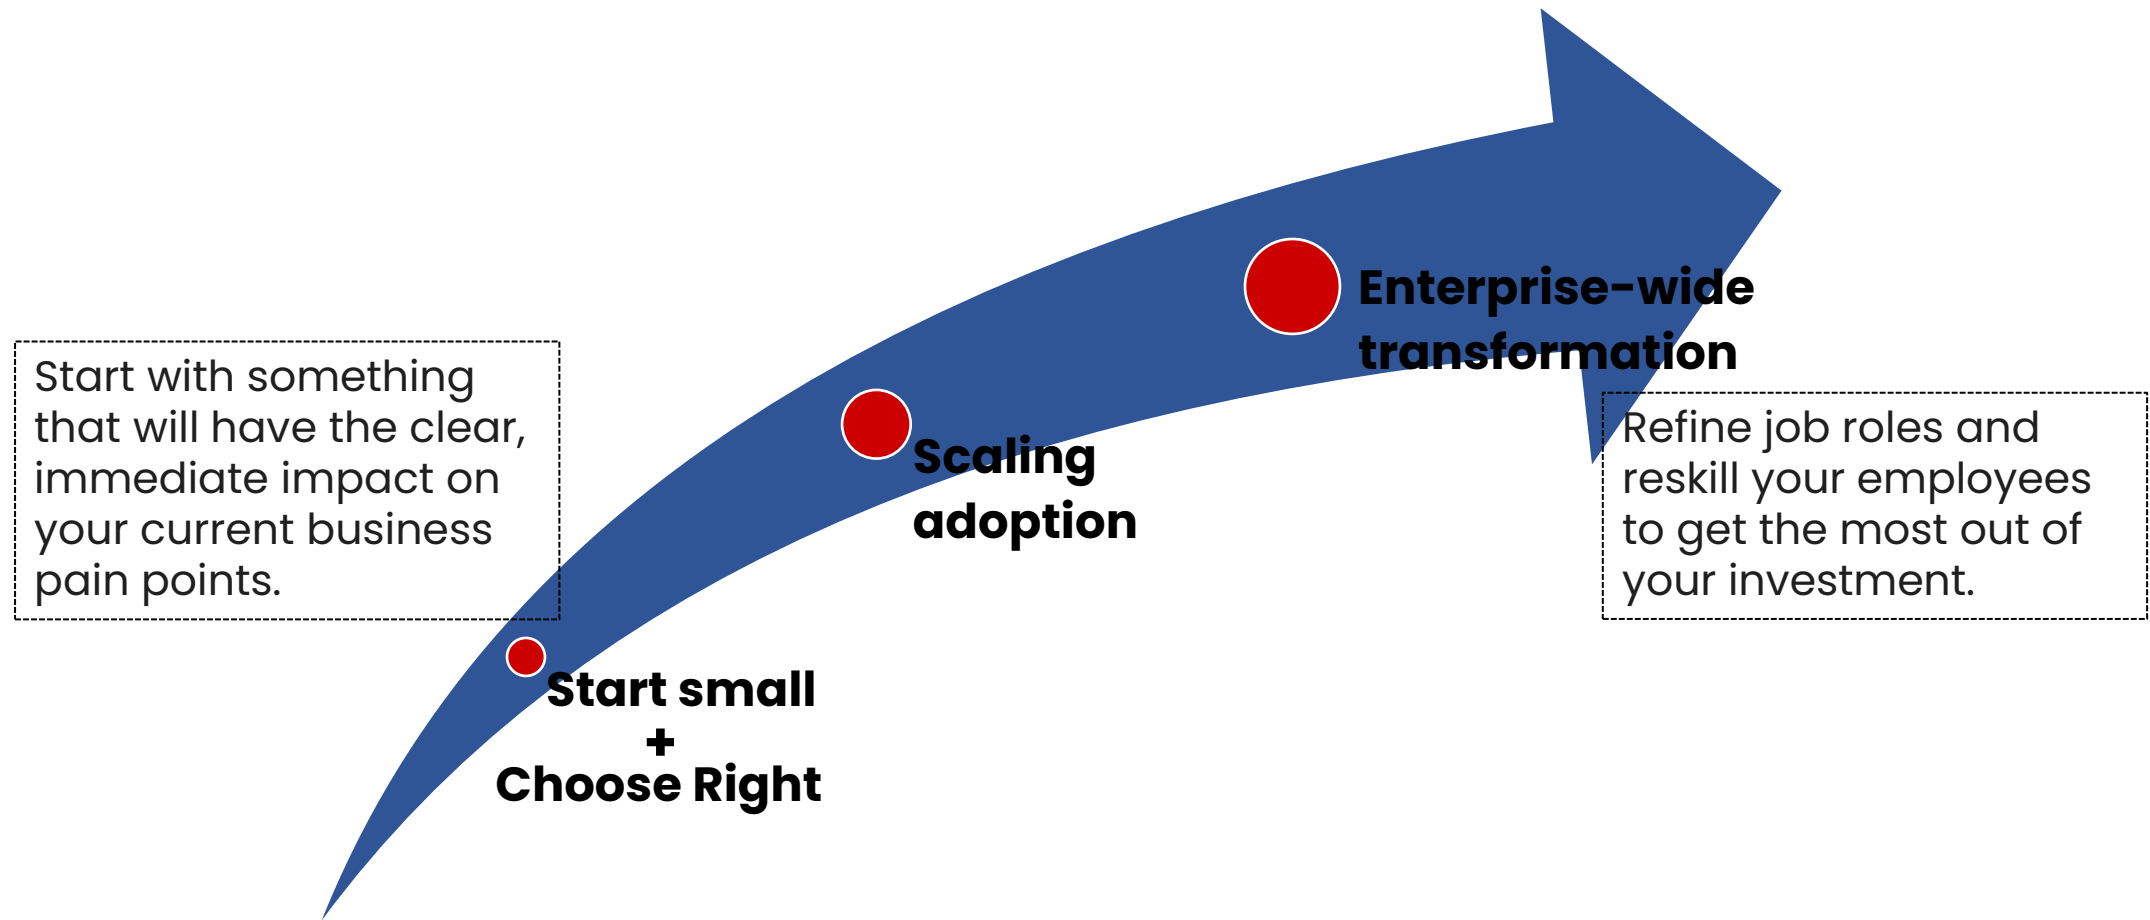 Start with something
that will have the clear,
immediate impact on
your current business
pain points.
Start small
+
Choose Right
Scaling
adoption
Enterprise-wide
transformation
Refine job roles and
reskill your employees
to get the most out of
your investment.